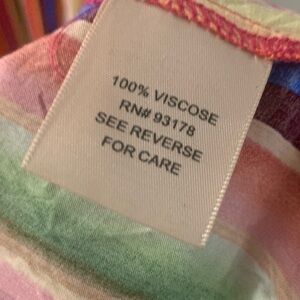 100% VISCOSE
RN# 93178
SEE REVERSE
FOR CARE